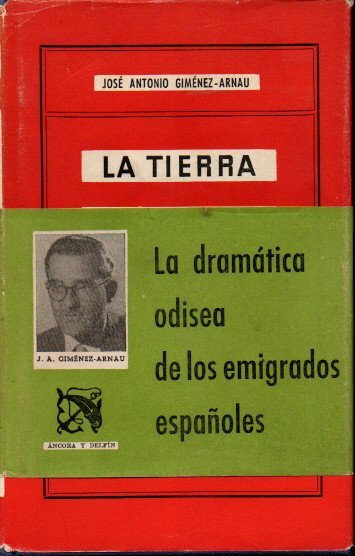 JOSÉ ANTONIO GIMÉNEZ-ARNAU
LA TIERRA
La dramática
odisea
de los emigrados
españoles
J. A. GIMÉNEZ-ARNAU
ÁNCORA Y DELFÍN